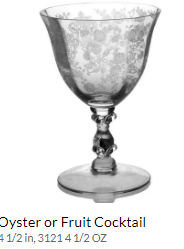 Oyster or Fruit Cocktail
4 1/2 in, 3121 4 1/2 OZ